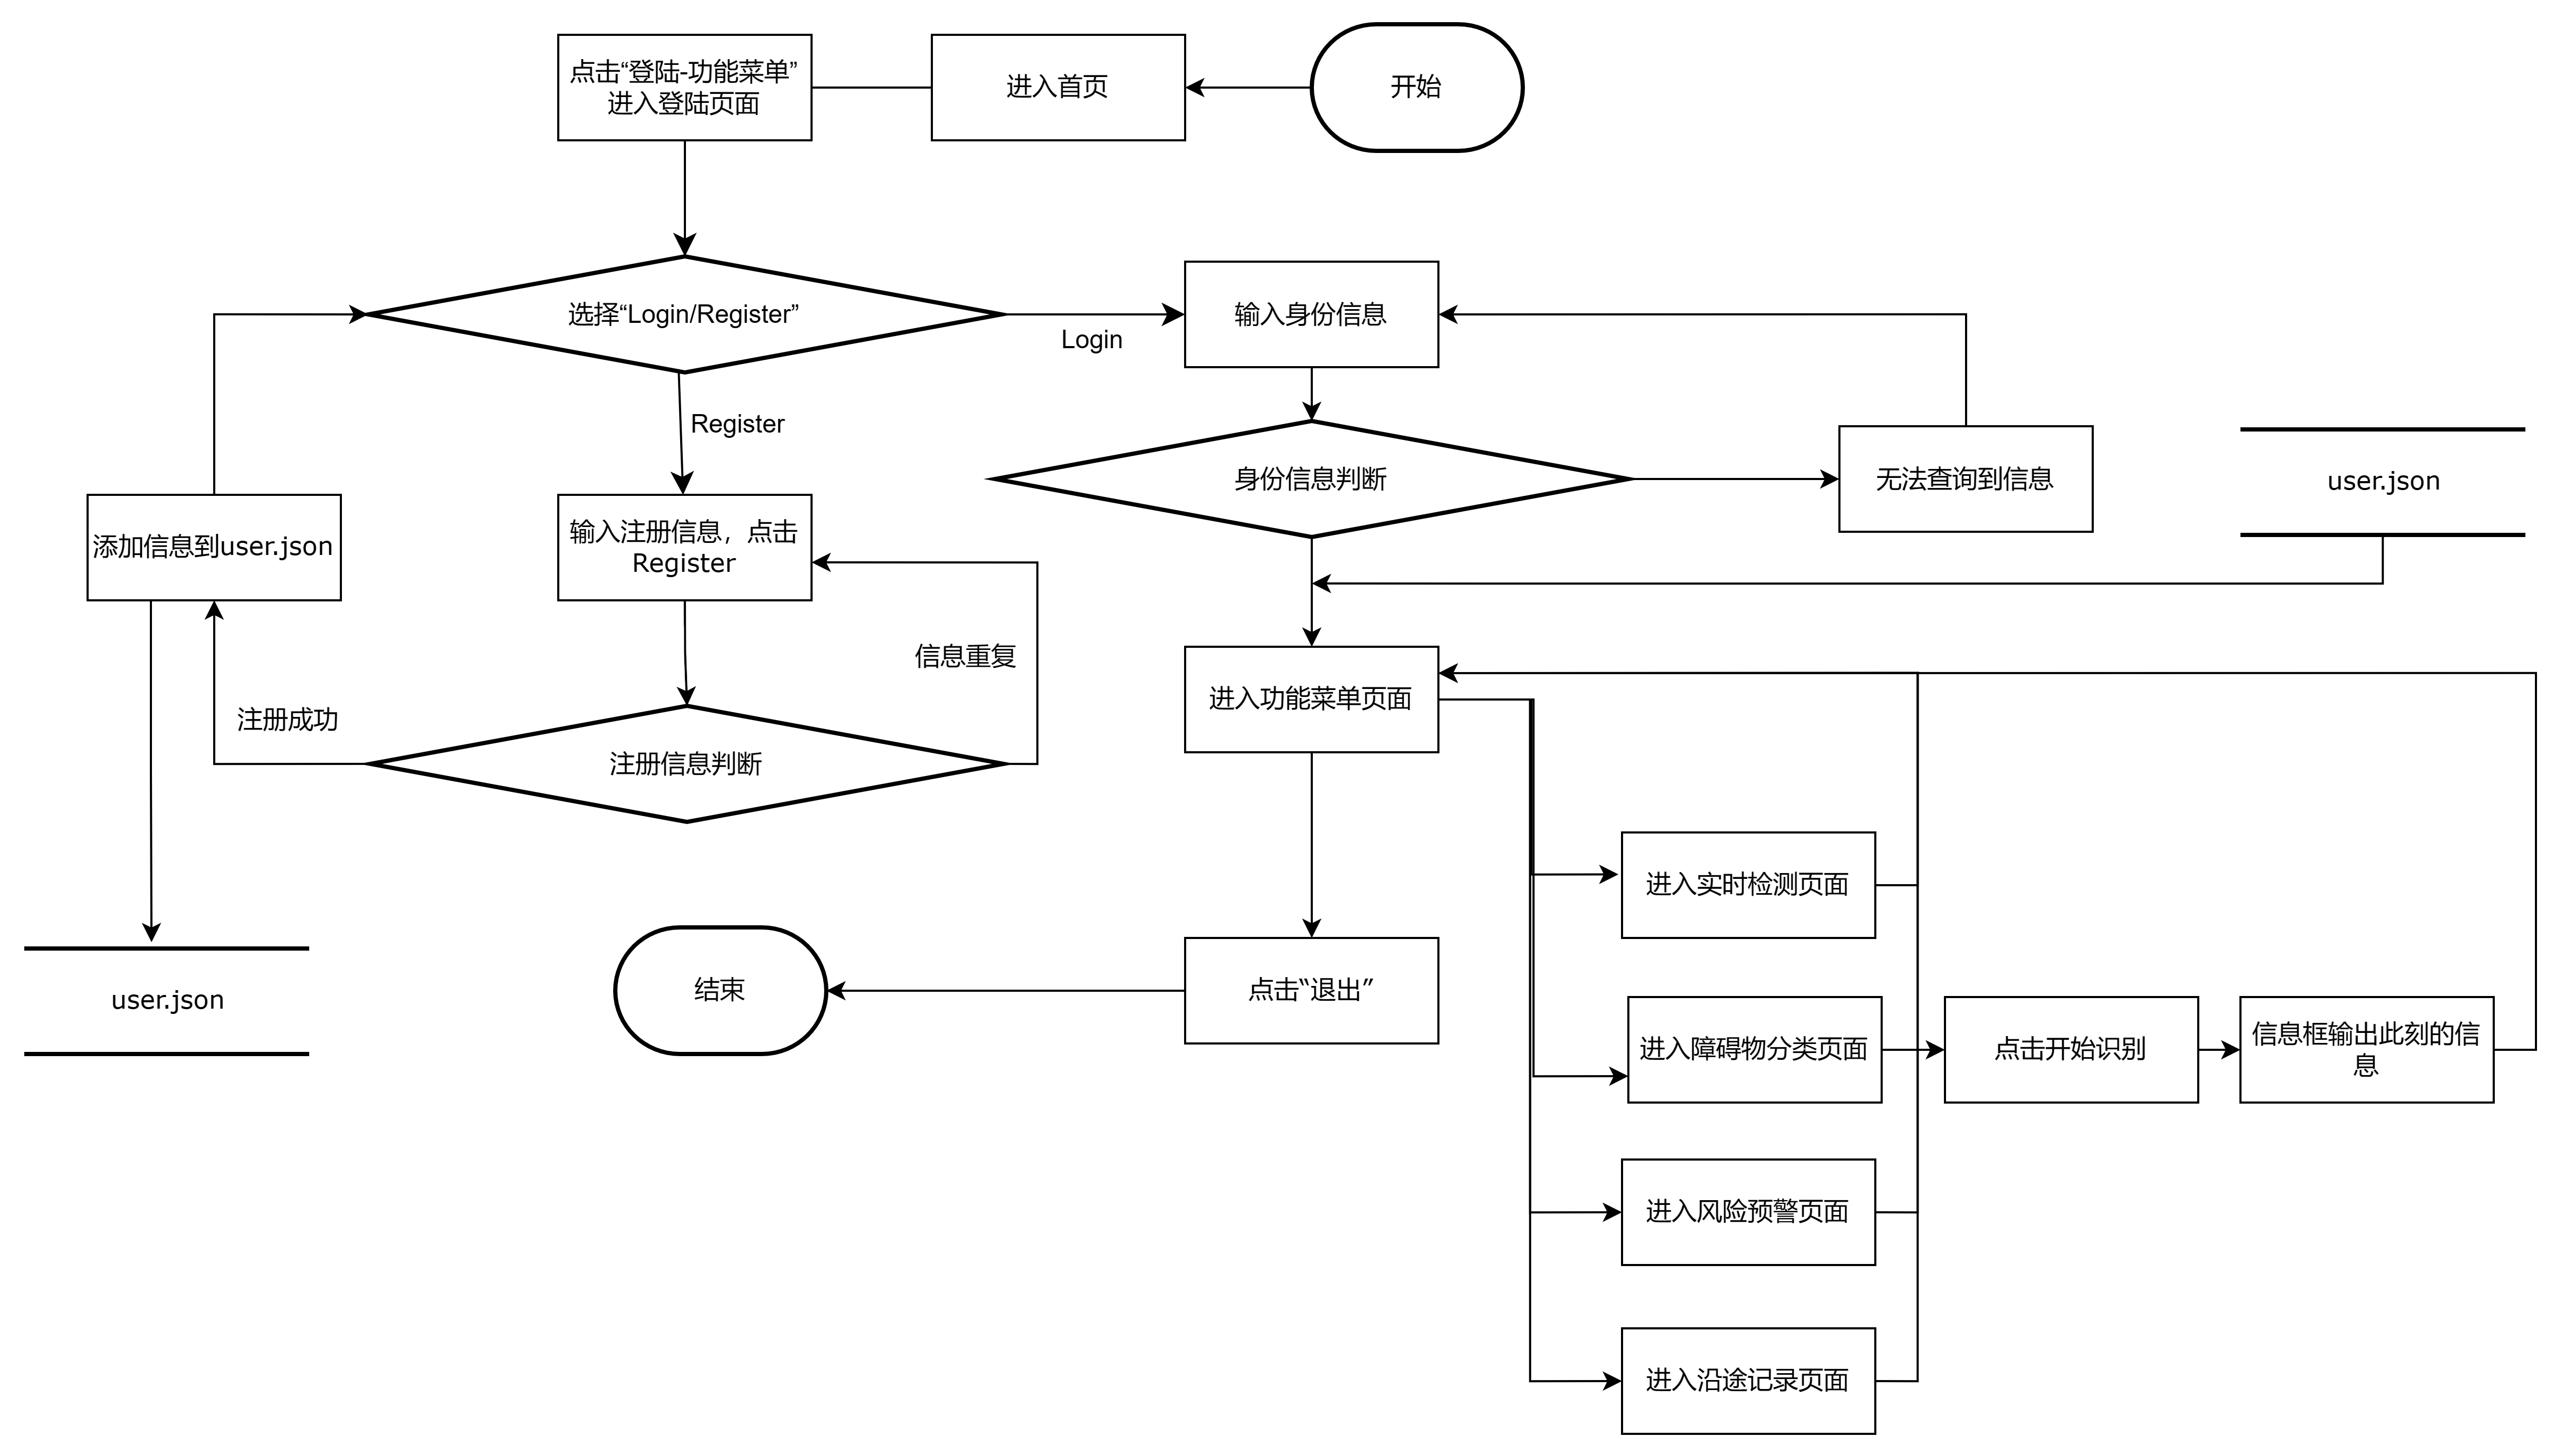 点击“登陆-功能菜单”
进入登陆页面
进入首页
开始
选择“Login/Register”
Login
输入身份信息
Register
身份信息判断
无法查询到信息
user.json
添加信息到user.json
输入注册信息，点击
Register
信息重复
注册成功
注册信息判断
进入功能菜单页面
进入实时检测页面
user.json
结束
点击“退出”
进入障碍物分类页面
点击开始识别
信息框输出此刻的信
息
进入风险预警页面
进入沿途记录页面